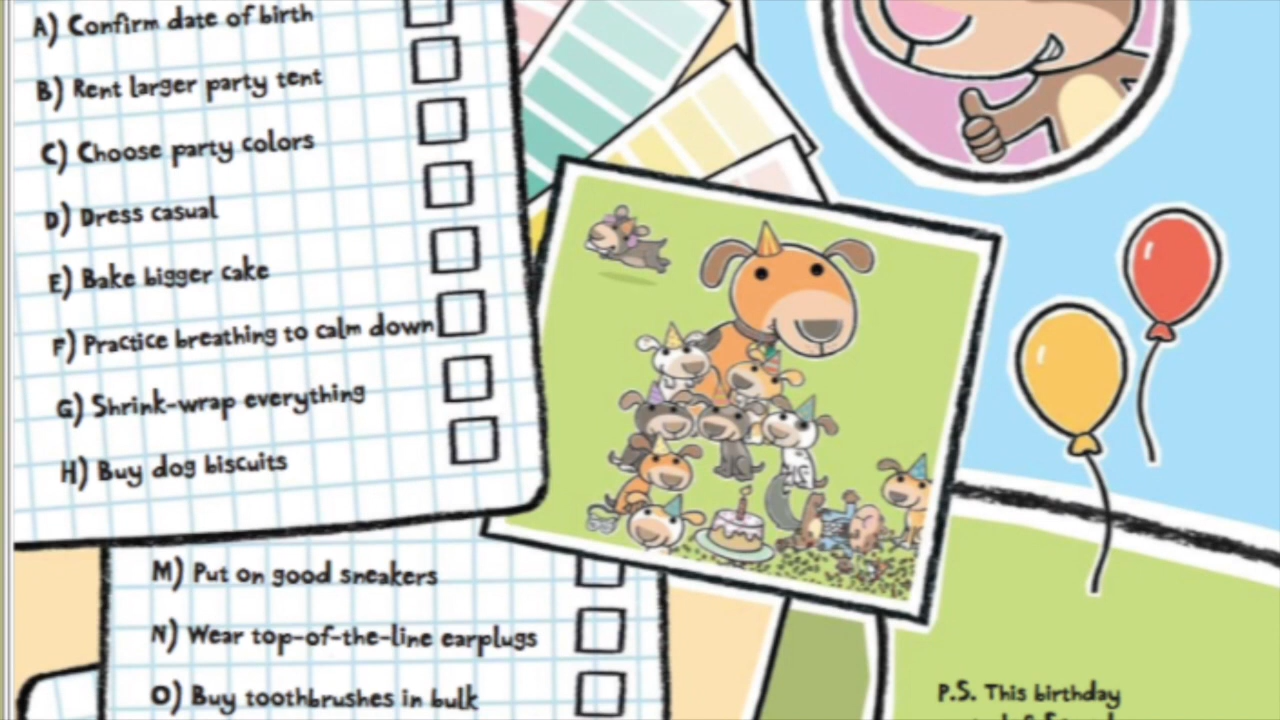 A) Confirm date of birth
B) Rent larger party tent
C) Choose party colors
D) Dress casual
E) Bake bigger cake
F) Practice breathing to calm down
G) Shrink-wrap everything
H) Buy dog biscuits
M) Put on good sneakers
N) Wear top-of-the-line earplugs
O) Buy toothbrushes in bulk
P.S. This birthday